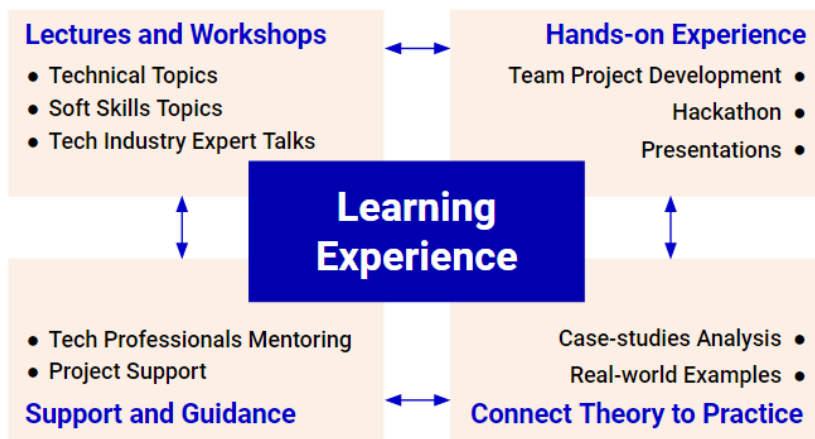 Lectures and Workshops
● Technical Topics
● Soft Skills Topics
● Tech Industry Expert Talks
Hands-on Experience
Team Project Development ●
Hackathon ●
Presentations ●
Learning
Experience
● Tech Professionals Mentoring
● Project Support
Support and Guidance
Case-studies Analysis ●
Real-world Examples ●
Connect Theory to Practice